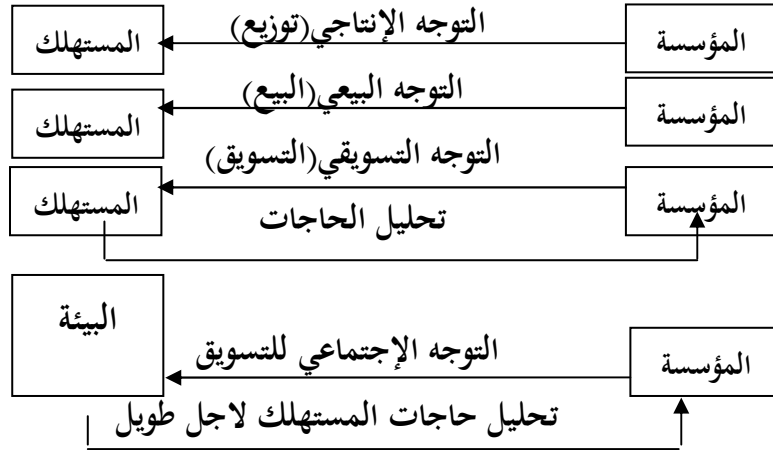 المؤسسة التوجه الإنتاجي(توزيع) المستهلك
المؤسسة التوجه البيعي(البيع) المستهلك
المؤسسة التوجه التسويقي(التسويق) المستهلك
تحليل الحاجات
البيئة
المؤسسة التوجه الإجتماعي للتسويق
تحليل حاجات المستهلك لاجل طويل